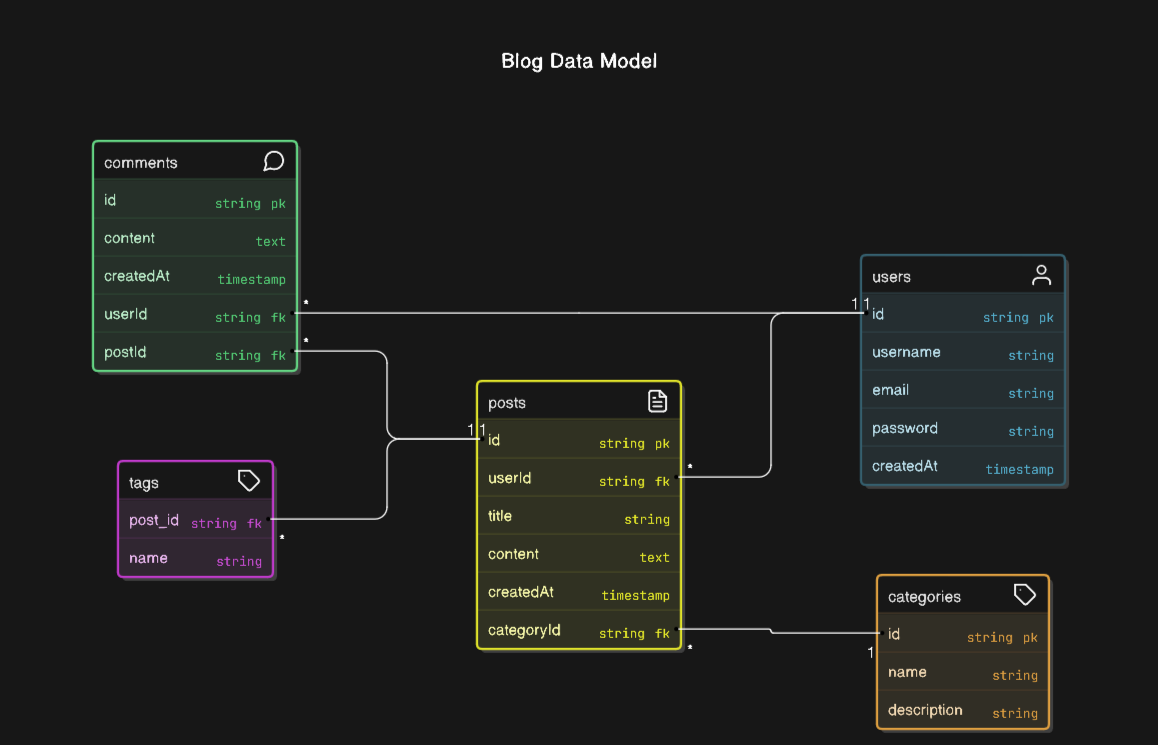 Blog Data Model
comments
id string pk
content text
createdAt timestamp
userId string fk *
postId string fk *
users
1 1 id string pk
username string
email string
password string
createdAt timestamp
posts
1 1 id string pk
userId string fk *
title string
content text
createdAt timestamp
categoryId string fk *
tags
post_id string fk *
name string
categories
1 id string pk
name string
description string